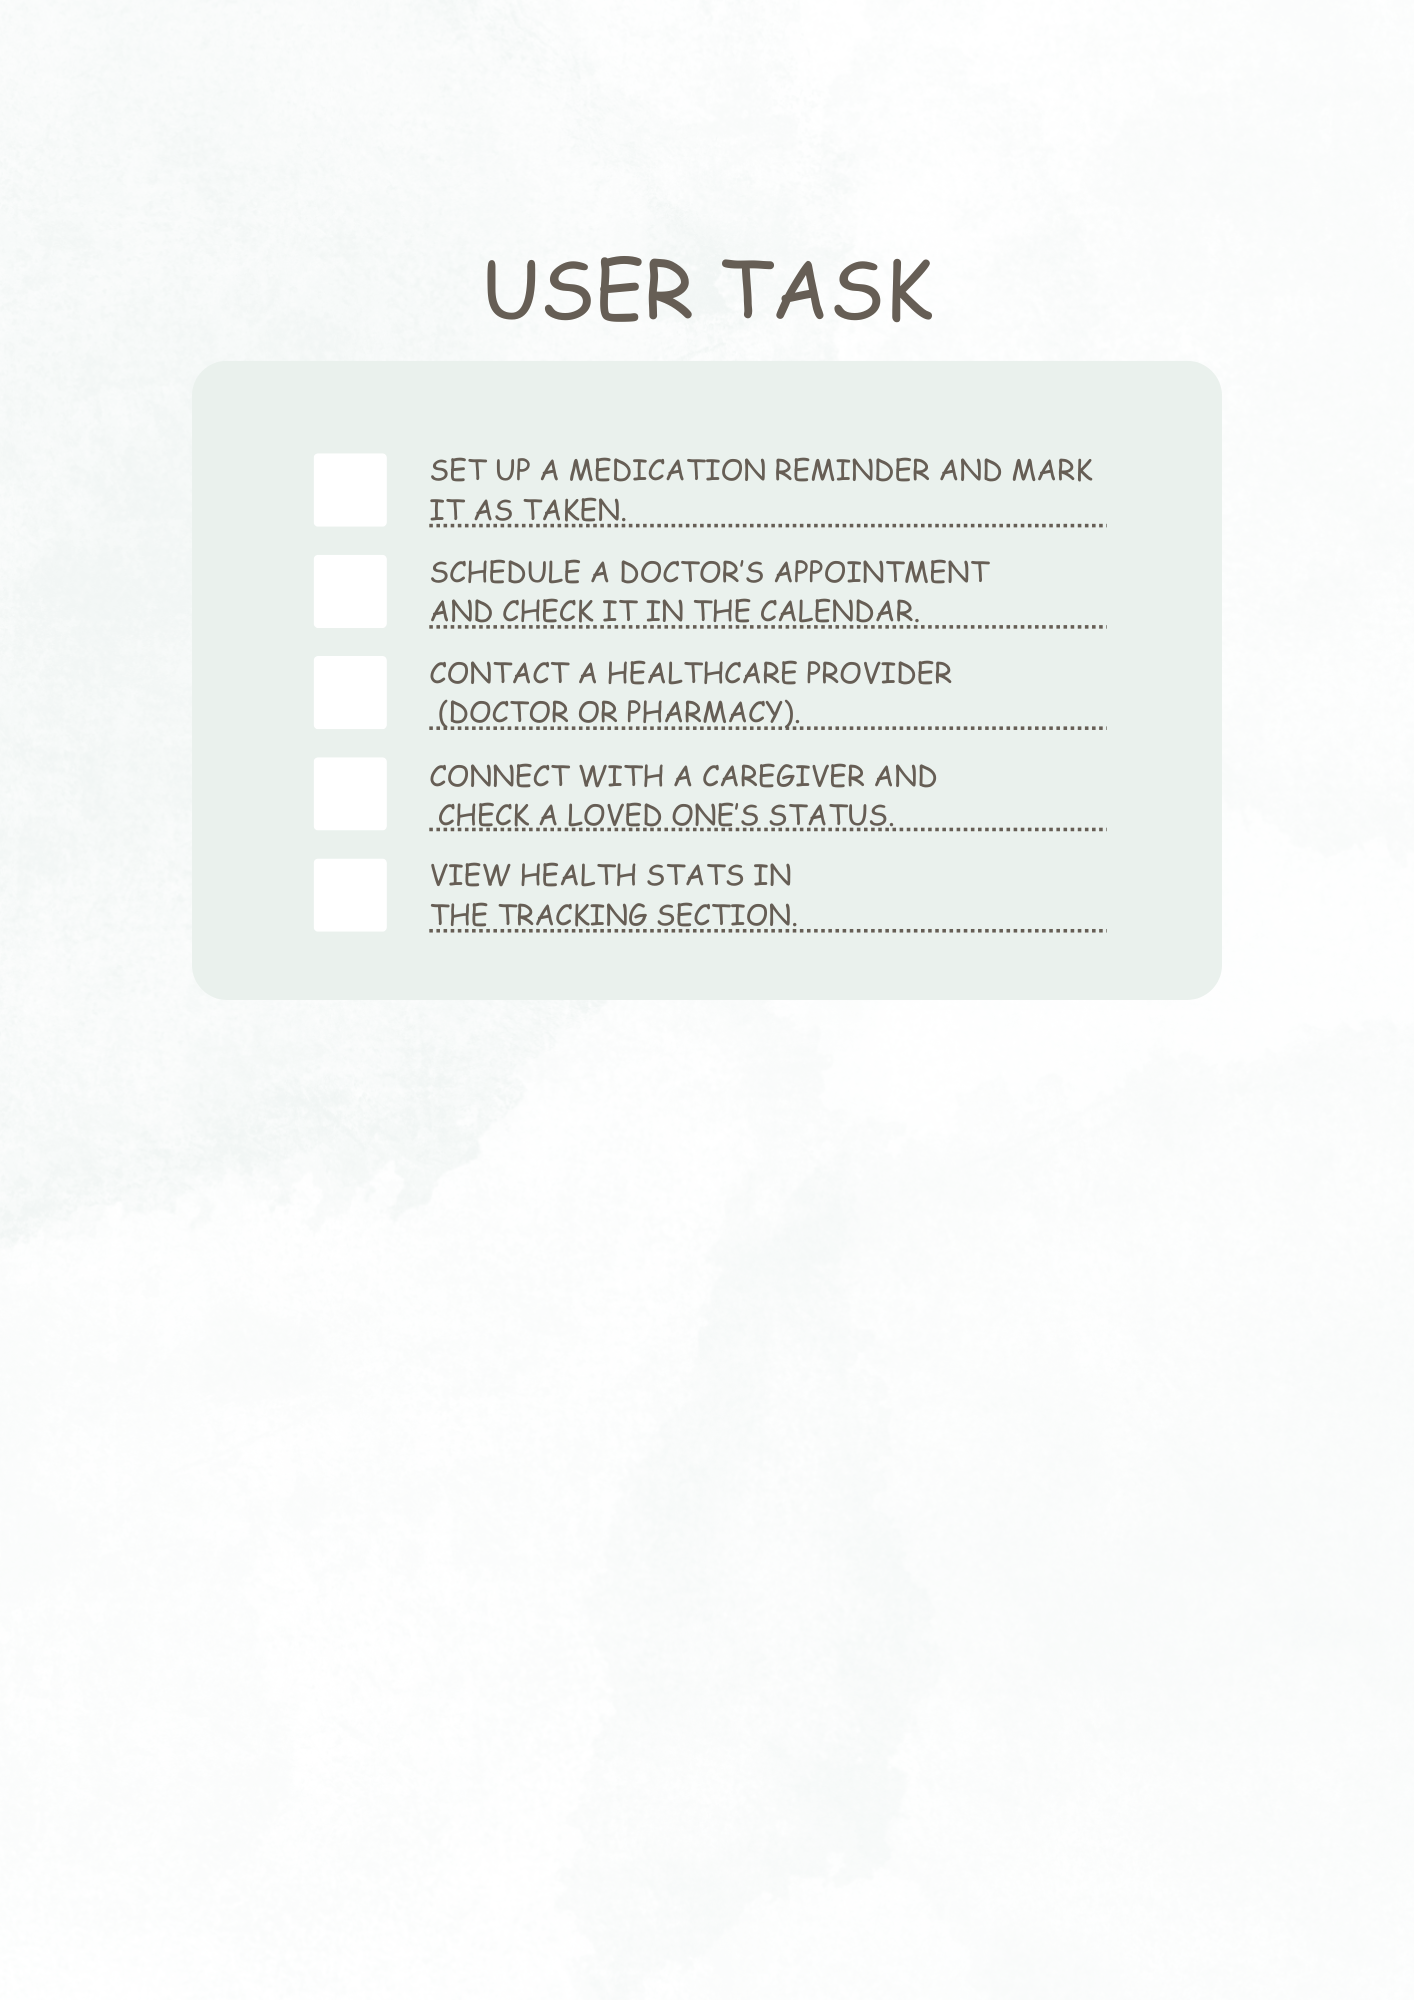 USER TASK
SET UP A MEDICATION REMINDER AND MARK
IT AS TAKEN.
SCHEDULE A DOCTOR’S APPOINTMENT
AND CHECK IT IN THE CALENDAR.
CONTACT A HEALTHCARE PROVIDER
(DOCTOR OR PHARMACY).
CONNECT WITH A CAREGIVER AND
CHECK A LOVED ONE’S STATUS.
VIEW HEALTH STATS IN
THE TRACKING SECTION.